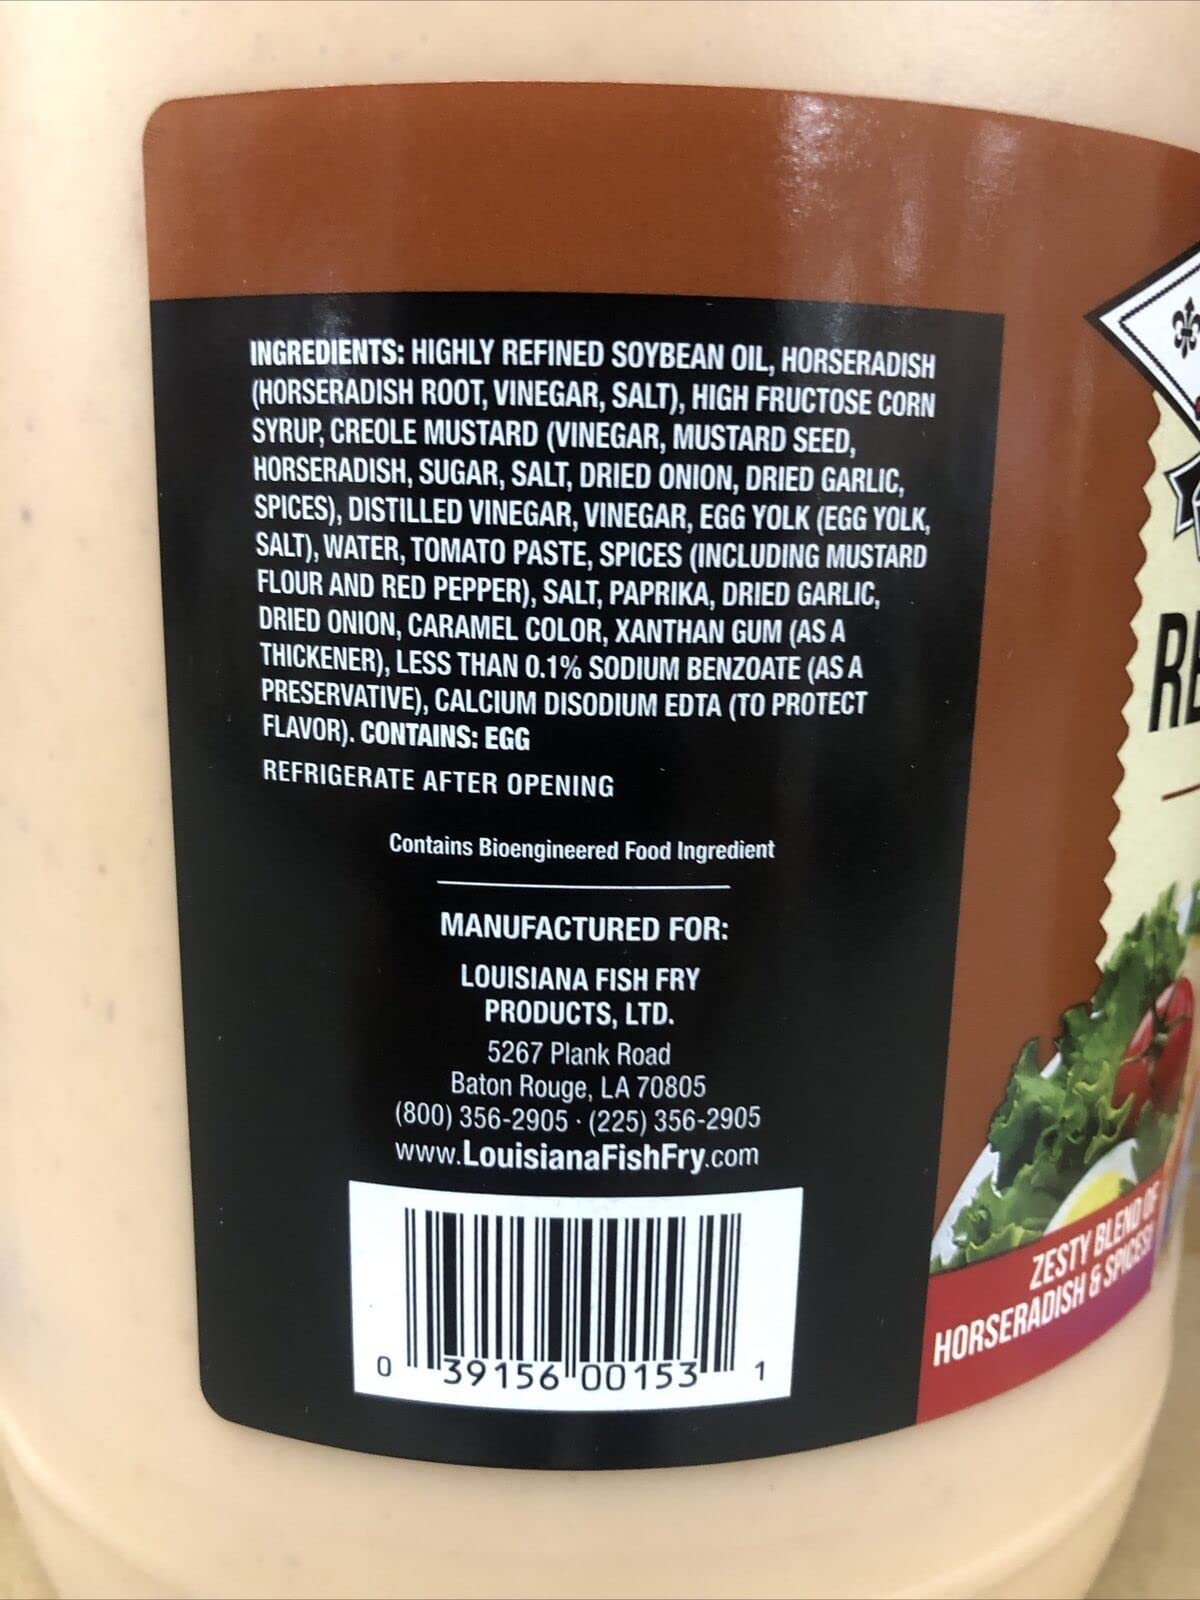 INGREDIENTS: HIGHLY REFINED SOYBEAN OIL, HORSERADISH
(HORSERADISH ROOT, VINEGAR, SALT), HIGH FRUCTOSE CORN
SYRUP, CREOLE MUSTARD (VINEGAR, MUSTARD SEED,
HORSERADISH, SUGAR, SALT, DRIED ONION, DRIED GARLIC,
SPICES), DISTILLED VINEGAR, VINEGAR, EGG YOLK (EGG YOLK,
SALT), WATER, TOMATO PASTE, SPICES (INCLUDING MUSTARD
FLOUR AND RED PEPPER), SALT, PAPRIKA, DRIED GARLIC,
DRIED ONION, CARAMEL COLOR, XANTHAN GUM (AS A
THICKENER), LESS THAN 0.1% SODIUM BENZOATE (AS A
PRESERVATIVE), CALCIUM DISODIUM EDTA (TO PROTECT
FLAVOR). CONTAINS: EGG
REFRIGERATE AFTER OPENING
Contains Bioengineered Food Ingredient
MANUFACTURED FOR:
LOUISIANA FISH FRY
PRODUCTS, LTD.
5267 Plank Road
Baton Rouge, LA 70805
(800) 356-2905 · (225) 356-2905
www.LouisianaFishFry.com
0 39156 00153 1
ZESTY BLEND OF
HORSERADISH & SPICES!